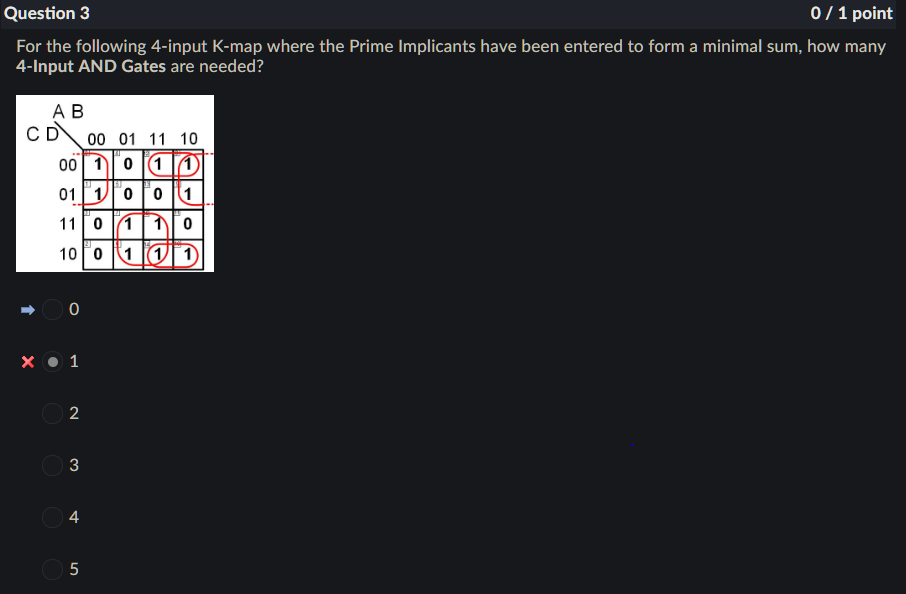 Question 3
0 / 1 point
For the following 4-input K-map where the Prime Implicants have been entered to form a minimal sum, how many
4-Input AND Gates are needed?
A B
C D
00 01 11 10
00 1 0 1 1
01 1 0 0 1
11 0 1 1 0
10 0 1 1 1
0
1
2
3
4
5